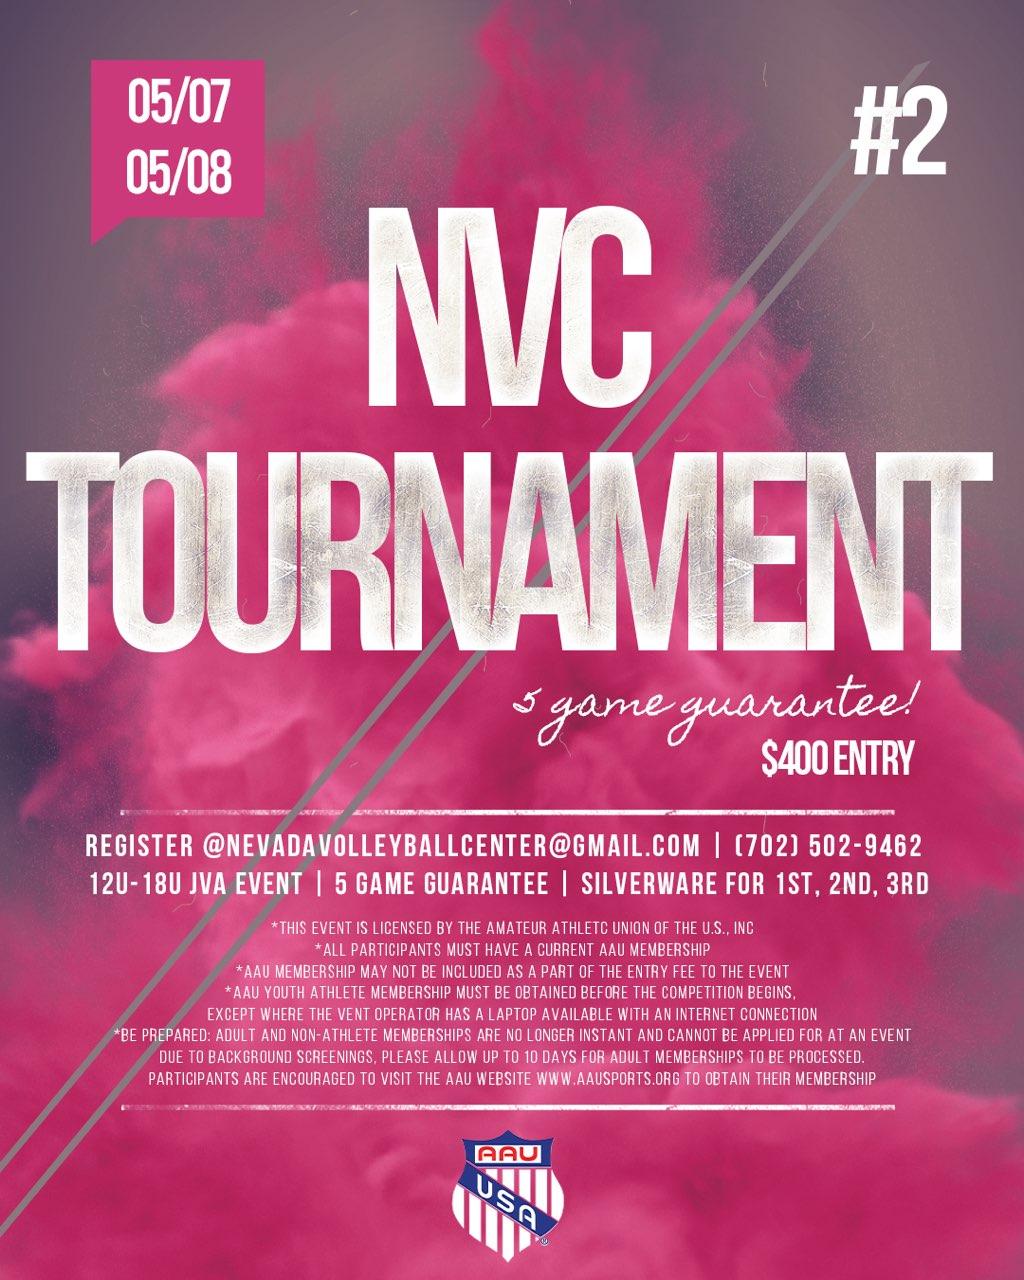 05/07
05/08
#2
NVC
TOURNAMENT
5 game guarantee!
$400 ENTRY
REGISTER @NEVADAVOLLEYBALLCENTER@GMAIL.COM | (702) 502-9462
12U-18U JVA EVENT | 5 GAME GUARANTEE | SILVERWARE FOR 1ST, 2ND, 3RD
*THIS EVENT IS LICENSED BY THE AMATEUR ATHLETC UNION OF THE U.S., INC
*ALL PARTICIPANTS MUST HAVE A CURRENT AAU MEMBERSHIP
*AAU MEMBERSHIP MAY NOT BE INCLUDED AS A PART OF THE ENTRY FEE TO THE EVENT
*AAU YOUTH ATHLETE MEMBERSHIP MUST BE OBTAINED BEFORE THE COMPETITION BEGINS,
EXCEPT WHERE THE VENT OPERATOR HAS A LAPTOP AVAILABLE WITH AN INTERNET CONNECTION
*BE PREPARED: ADULT AND NON-ATHLETE MEMBERSHIPS ARE NO LONGER INSTANT AND CANNOT BE APPLIED FOR AT AN EVENT
DUE TO BACKGROUND SCREENINGS, PLEASE ALLOW UP TO 10 DAYS FOR ADULT MEMBERSHIPS TO BE PROCESSED.
PARTICIPANTS ARE ENCOURAGED TO VISIT THE AAU WEBSITE WWW.AAUSPORTS.ORG TO OBTAIN THEIR MEMBERSHIP
AAU
USA
®